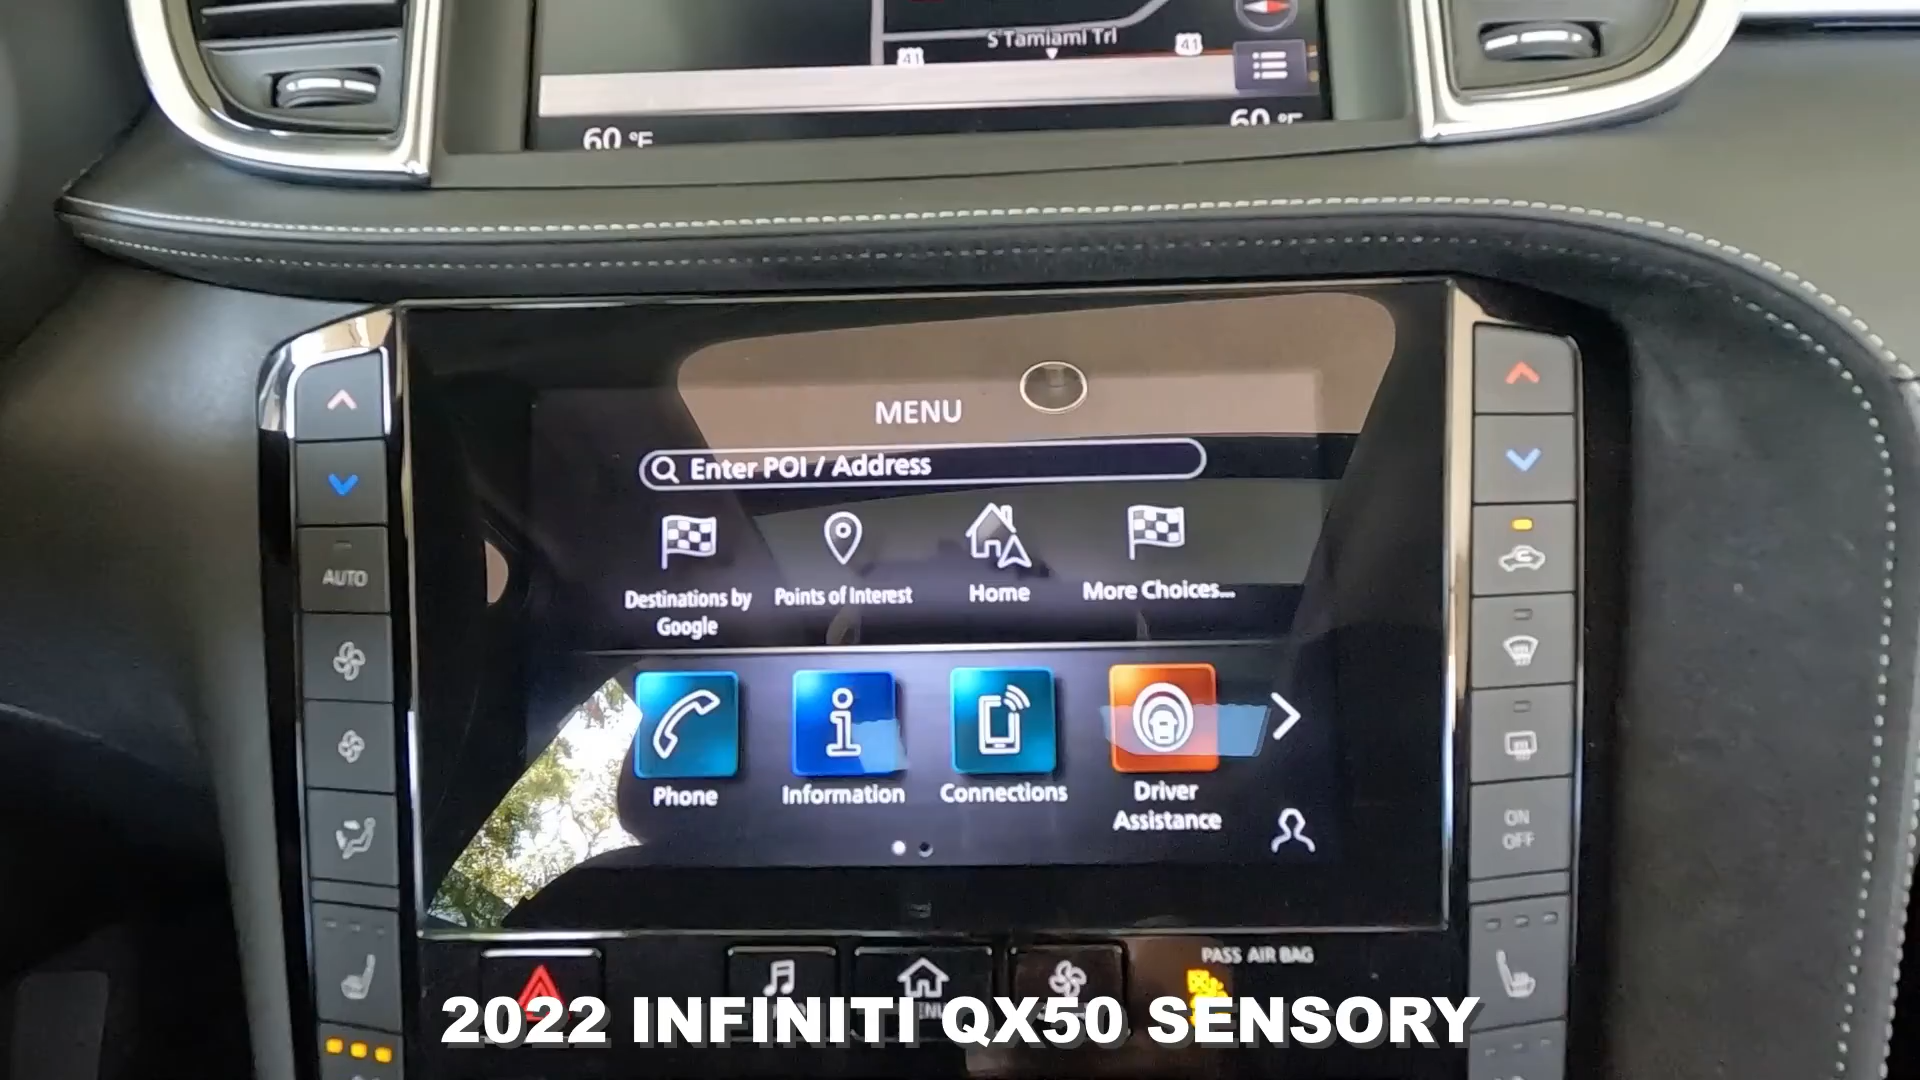 S Tamiami Trl
41
41
60 °F
60 °F
MENU
Enter POI / Address
Destinations by
Google
Points of Interest
Home
More Choices...
AUTO
Phone
Information
Connections
Driver
Assistance
ON
OFF
PASS AIR BAG
2022 INFINITI QX50 SENSORY